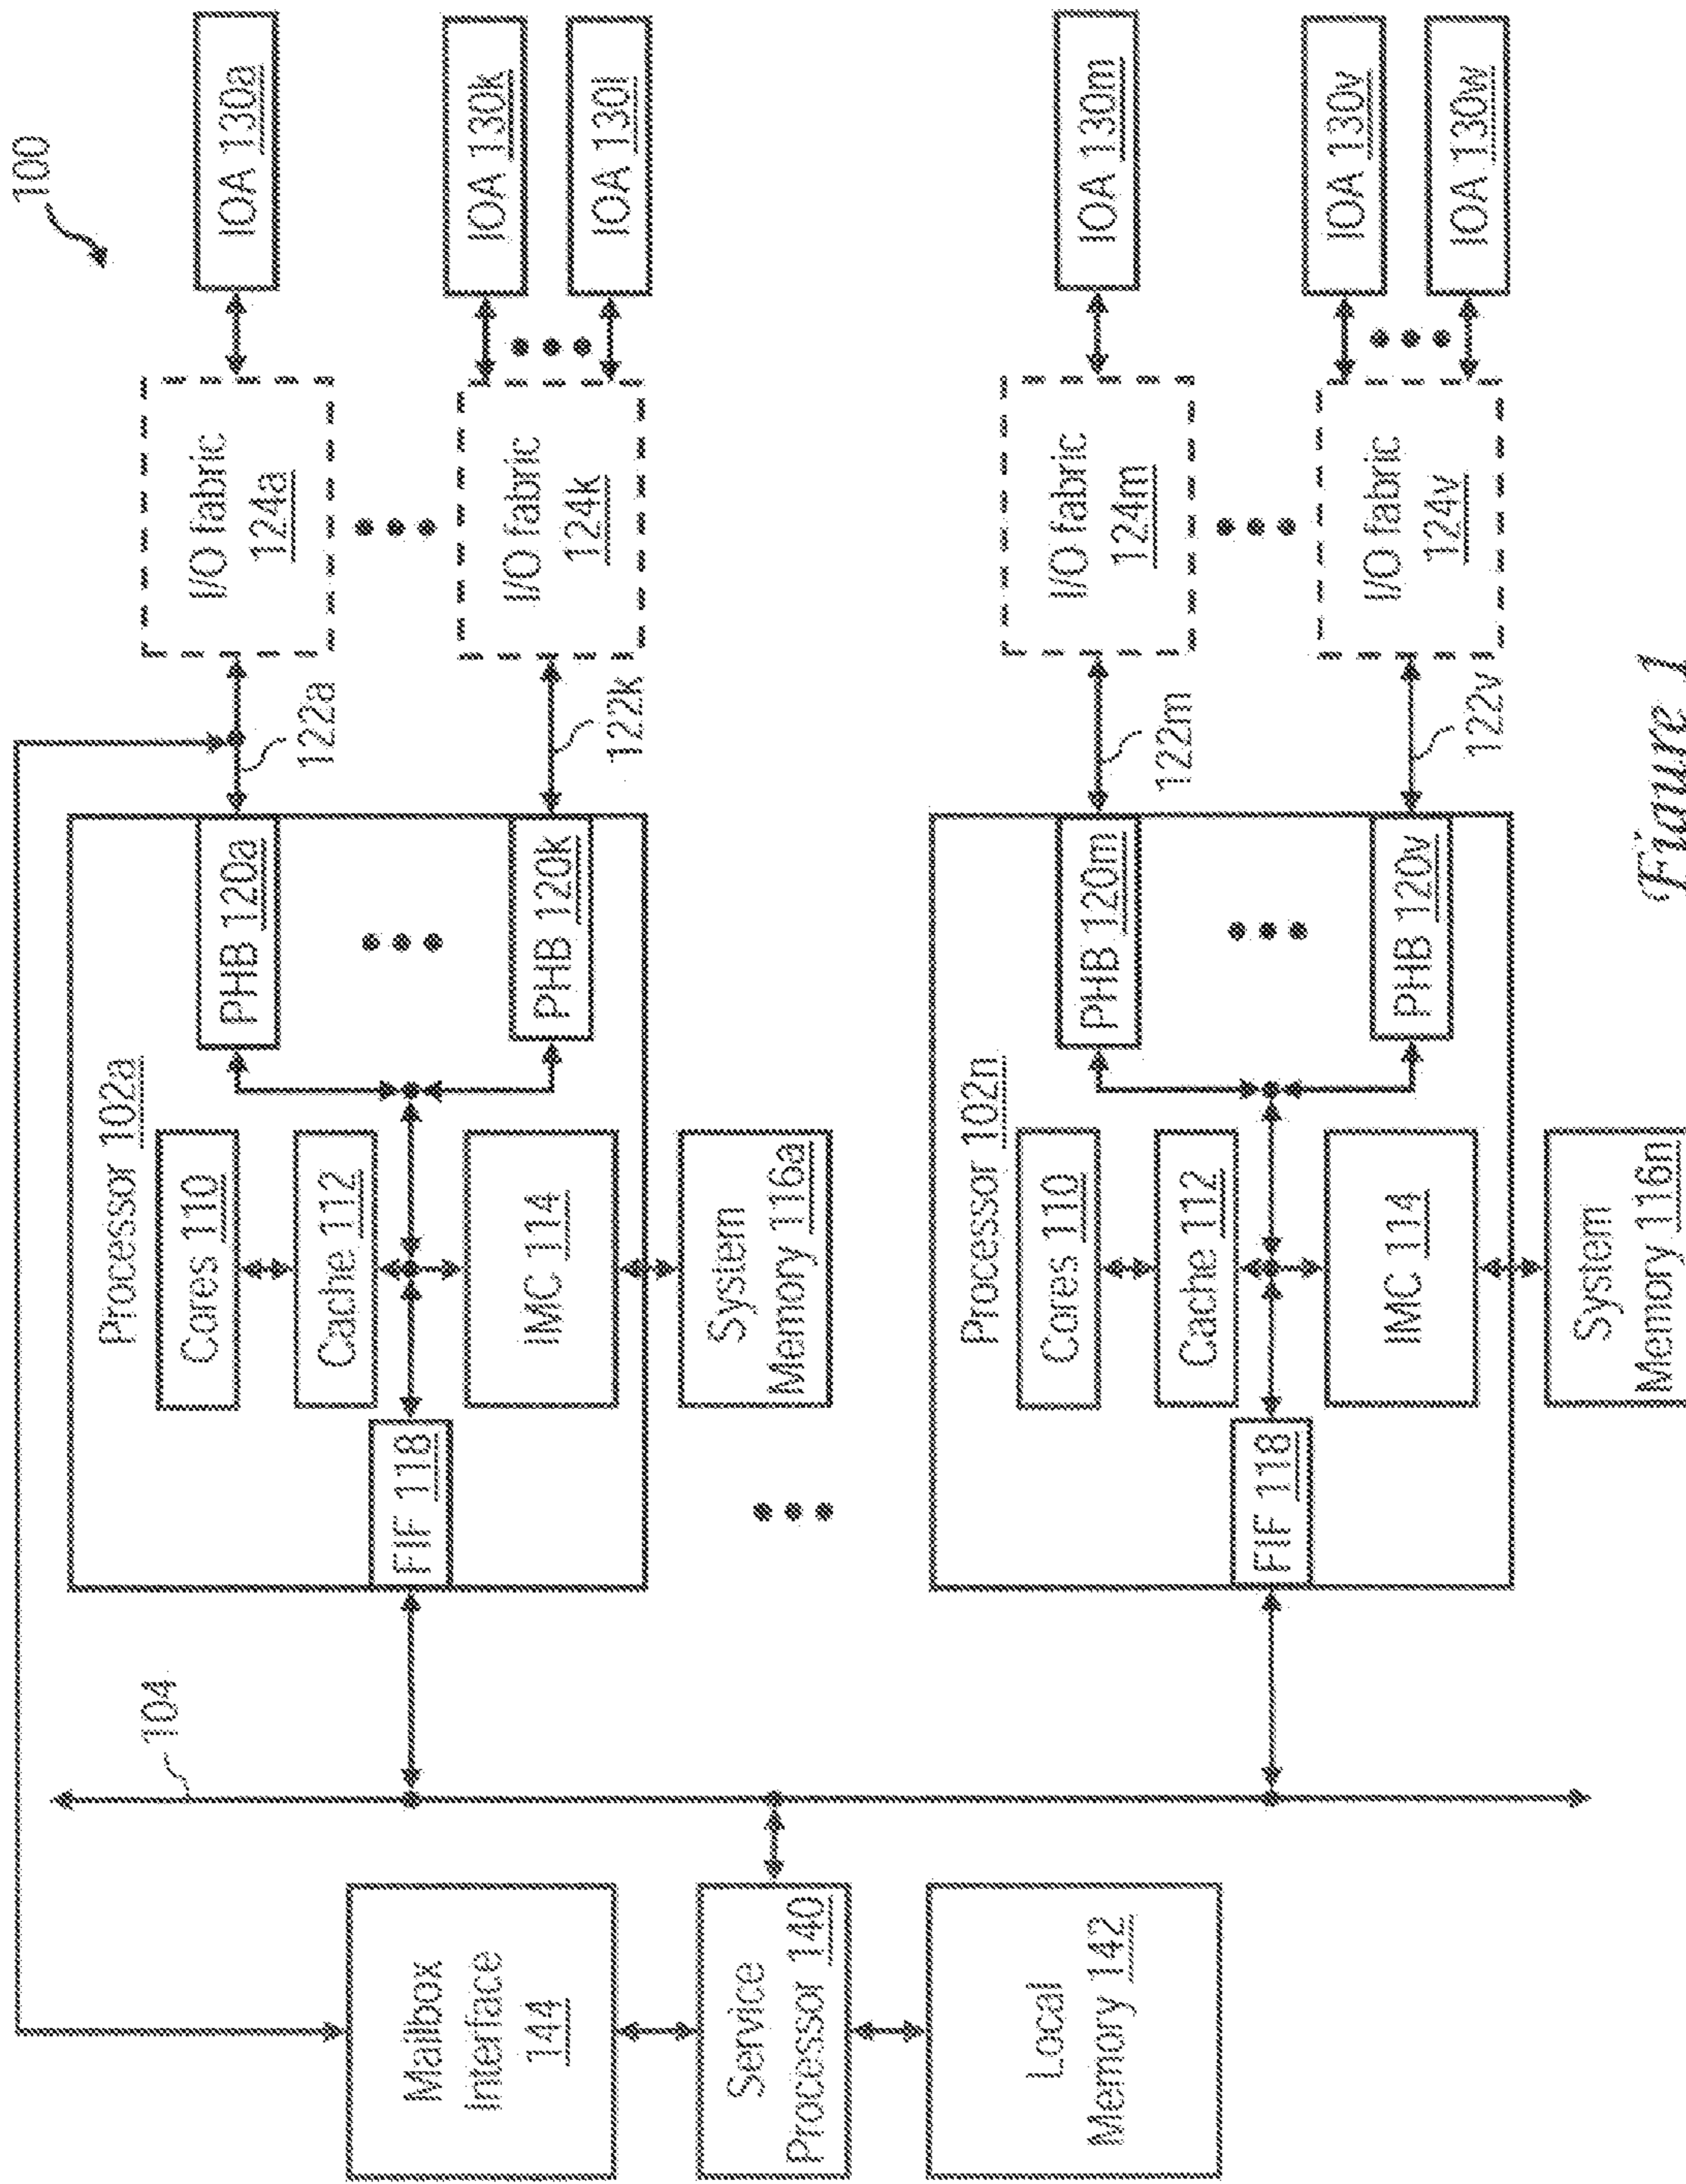 100
Mailbox
Interface
144
Service
Processor 140
Local
Memory 142
104
Processor 102a
Cores 110
Cache 112
FIF 118
IMC 114
System
Memory 116a
PHB 120a
PHB 120k
122a
122k
I/O fabric
124a
I/O fabric
124k
IOA 130a
IOA 130k
IOA 130l
Processor 102n
Cores 110
Cache 112
FIF 118
IMC 114
System
Memory 116n
PHB 120m
PHB 120v
122m
122v
I/O fabric
124m
I/O fabric
124v
IOA 130m
IOA 130v
IOA 130w
Figure 1